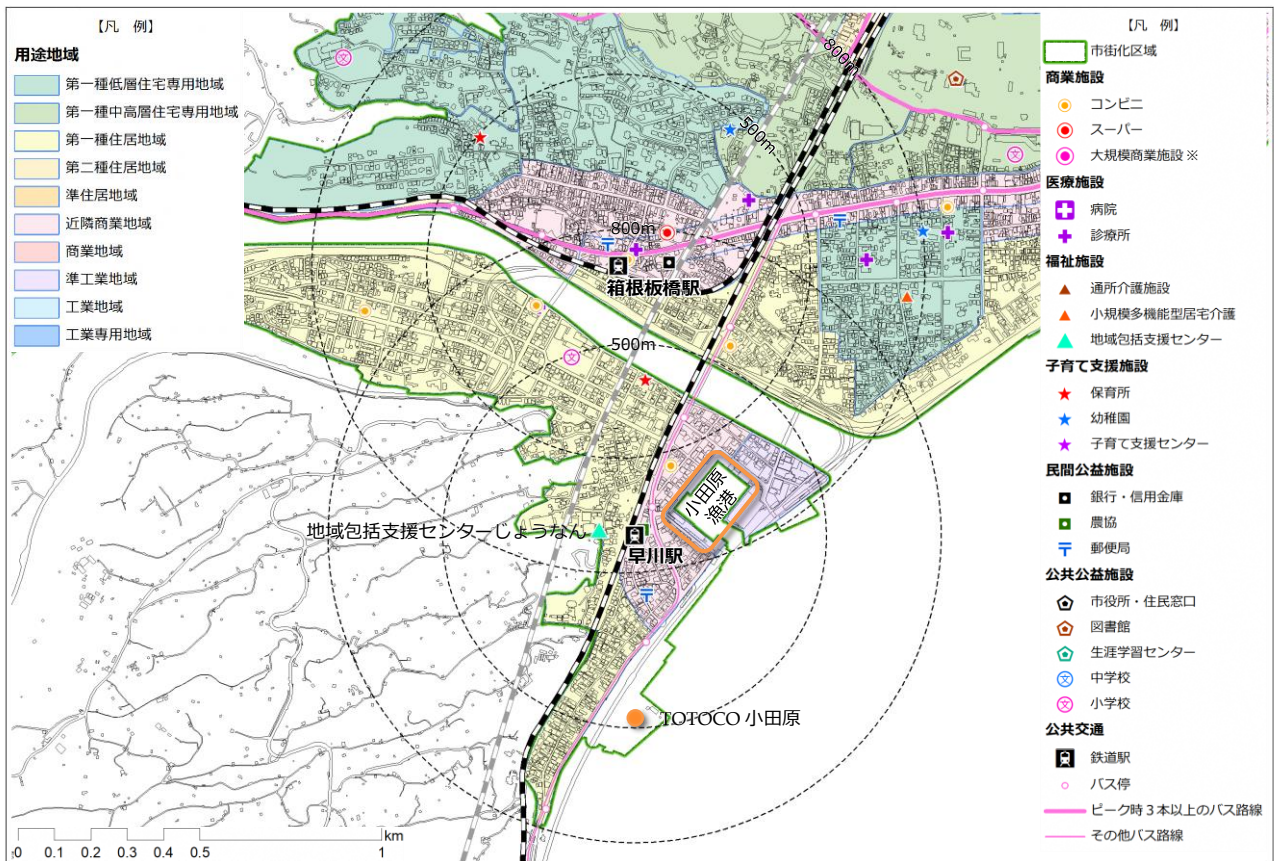 【凡　例】
用途地域
第一種低層住宅専用地域
第一種中高層住宅専用地域
第一種住居地域
第二種住居地域
準住居地域
近隣商業地域
商業地域
準工業地域
工業地域
工業専用地域
800m
500m
800m
箱根板橋駅
500m
小田原
漁港
地域包括支援センターじょうなん
早川駅
TOTOCO 小田原
km
0 0.1 0.2 0.3 0.4 0.5 1
【凡　例】
市街化区域
商業施設
コンビニ
スーパー
大規模商業施設 ※
医療施設
病院
診療所
福祉施設
通所介護施設
小規模多機能型居宅介護
地域包括支援センター
子育て支援施設
保育所
幼稚園
子育て支援センター
民間公益施設
銀行・信用金庫
農協
郵便局
公共公益施設
市役所・住民窓口
図書館
生涯学習センター
文 中学校
文 小学校
公共交通
鉄道駅
バス停
ピーク時３本以上のバス路線
その他バス路線